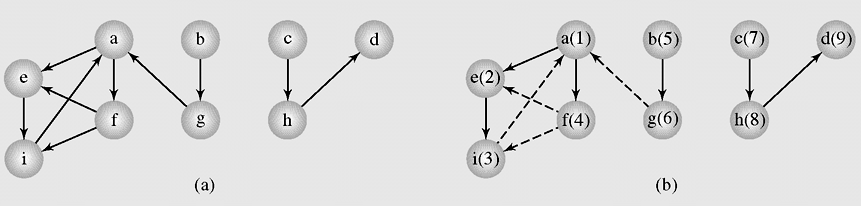 a b c d
e
f g h
i
(a)
a(1) b(5) c(7) d(9)
e(2)
f(4) g(6) h(8)
i(3)
(b)